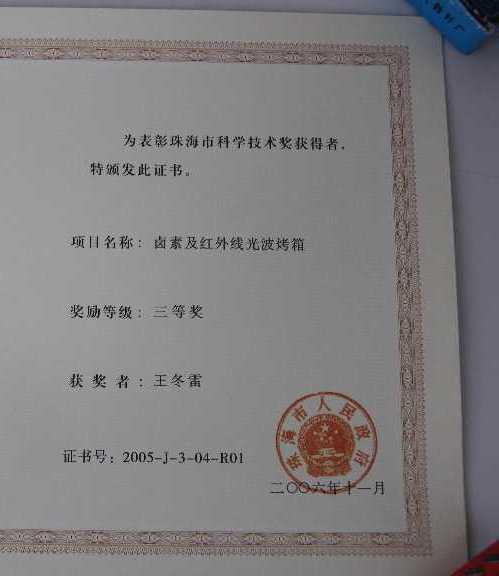 为表彰珠海市科学技术奖获得者,
特颁发此证书。
项目名称: 卤素及红外线光波烤箱
奖励等级: 三等奖
获奖者: 王冬雷
珠海市人民政府
证书号: 2005-J-3-04-R01
二〇〇六年十一月